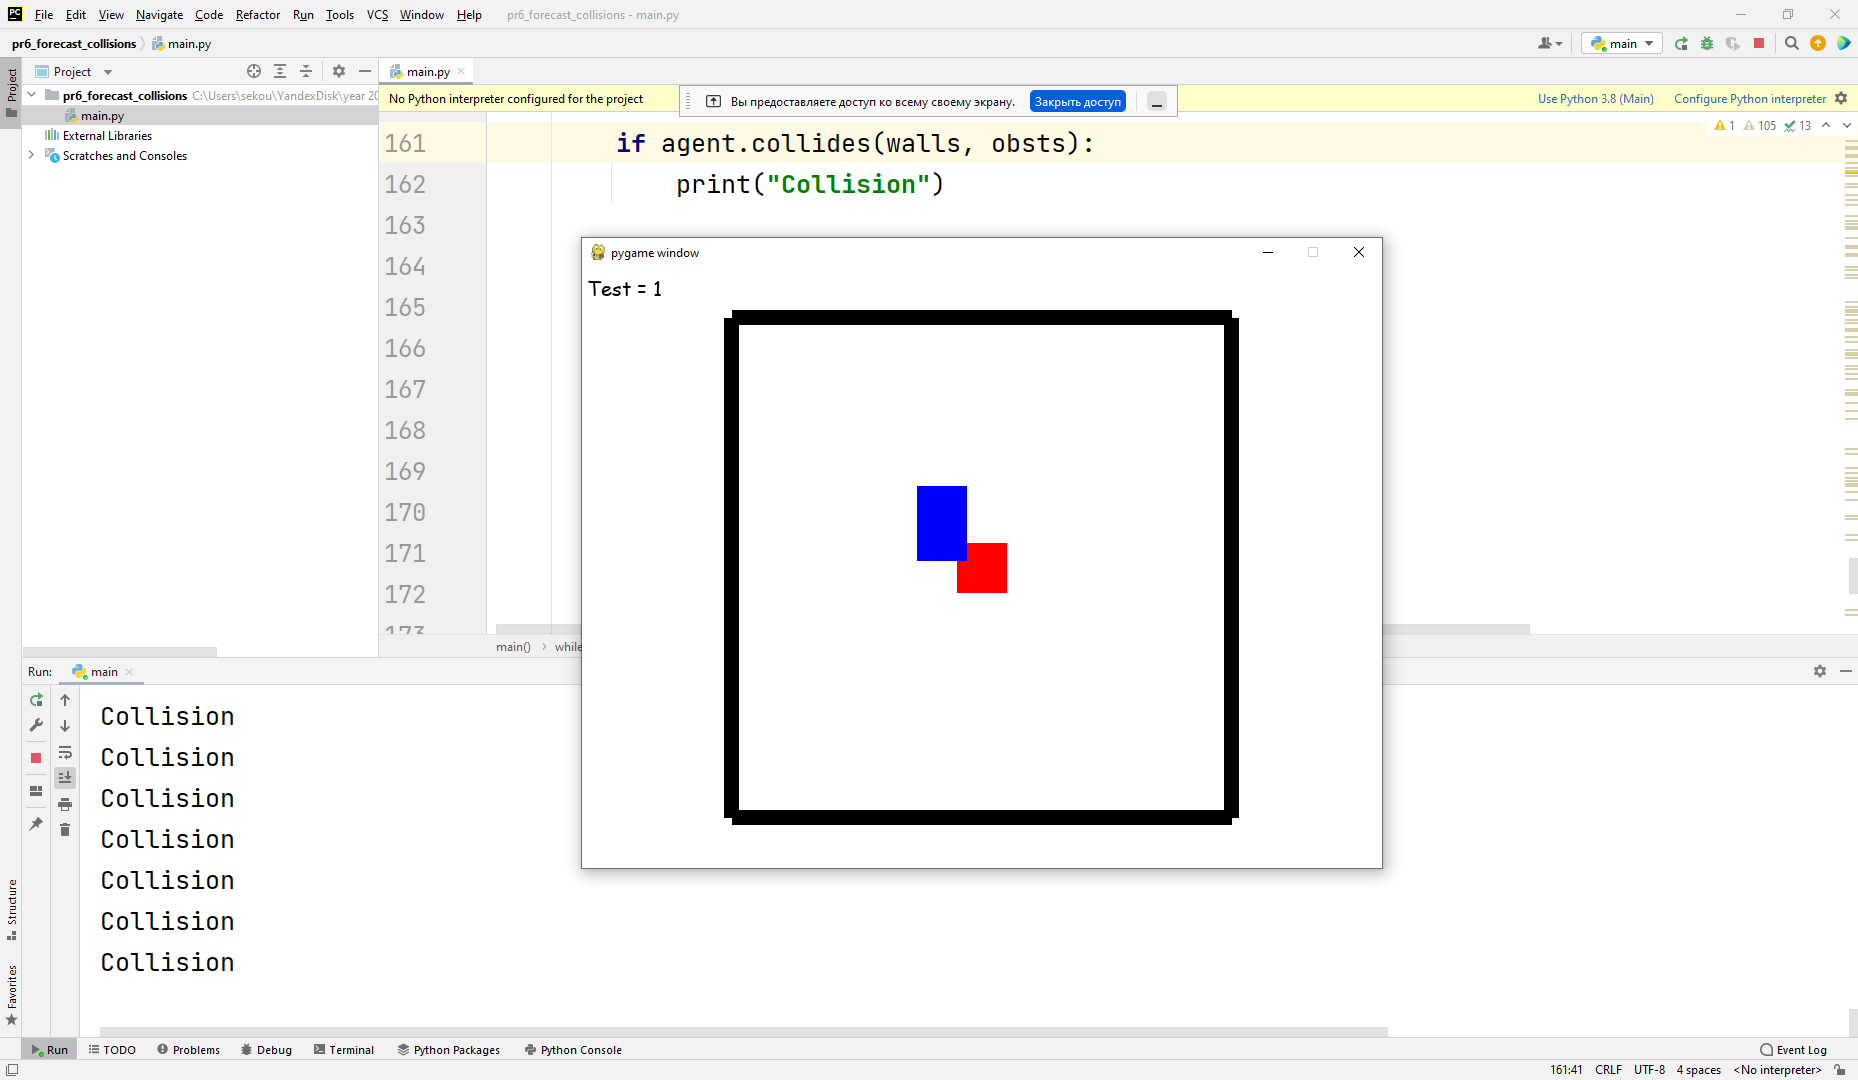 File Edit View Navigate Code Refactor Run Tools VCS Window Help pr6_forecast_collisions - main.py
pr6_forecast_collisions main.py main
Project main.py
Project
pr6_forecast_collisions C:\Users\sekou\YandexDisk\year 20
main.py
External Libraries
Scratches and Consoles
No Python interpreter configured for the project Use Python 3.8 (Main) Configure Python interpreter
Вы предоставляете доступ ко всему своему экрану. Закрыть доступ
1 105 13
161 if agent.collides(walls, obsts):
162 print("Collision")
163
164
165
166
167
168
169
170
171
172
173
pygame window
Test = 1
main() while
Run: main
Collision
Collision
Collision
Collision
Collision
Collision
Collision
Structure
Favorites
Run TODO Problems Debug Terminal Python Packages Python Console Event Log
161:41 CRLF UTF-8 4 spaces <No interpreter>